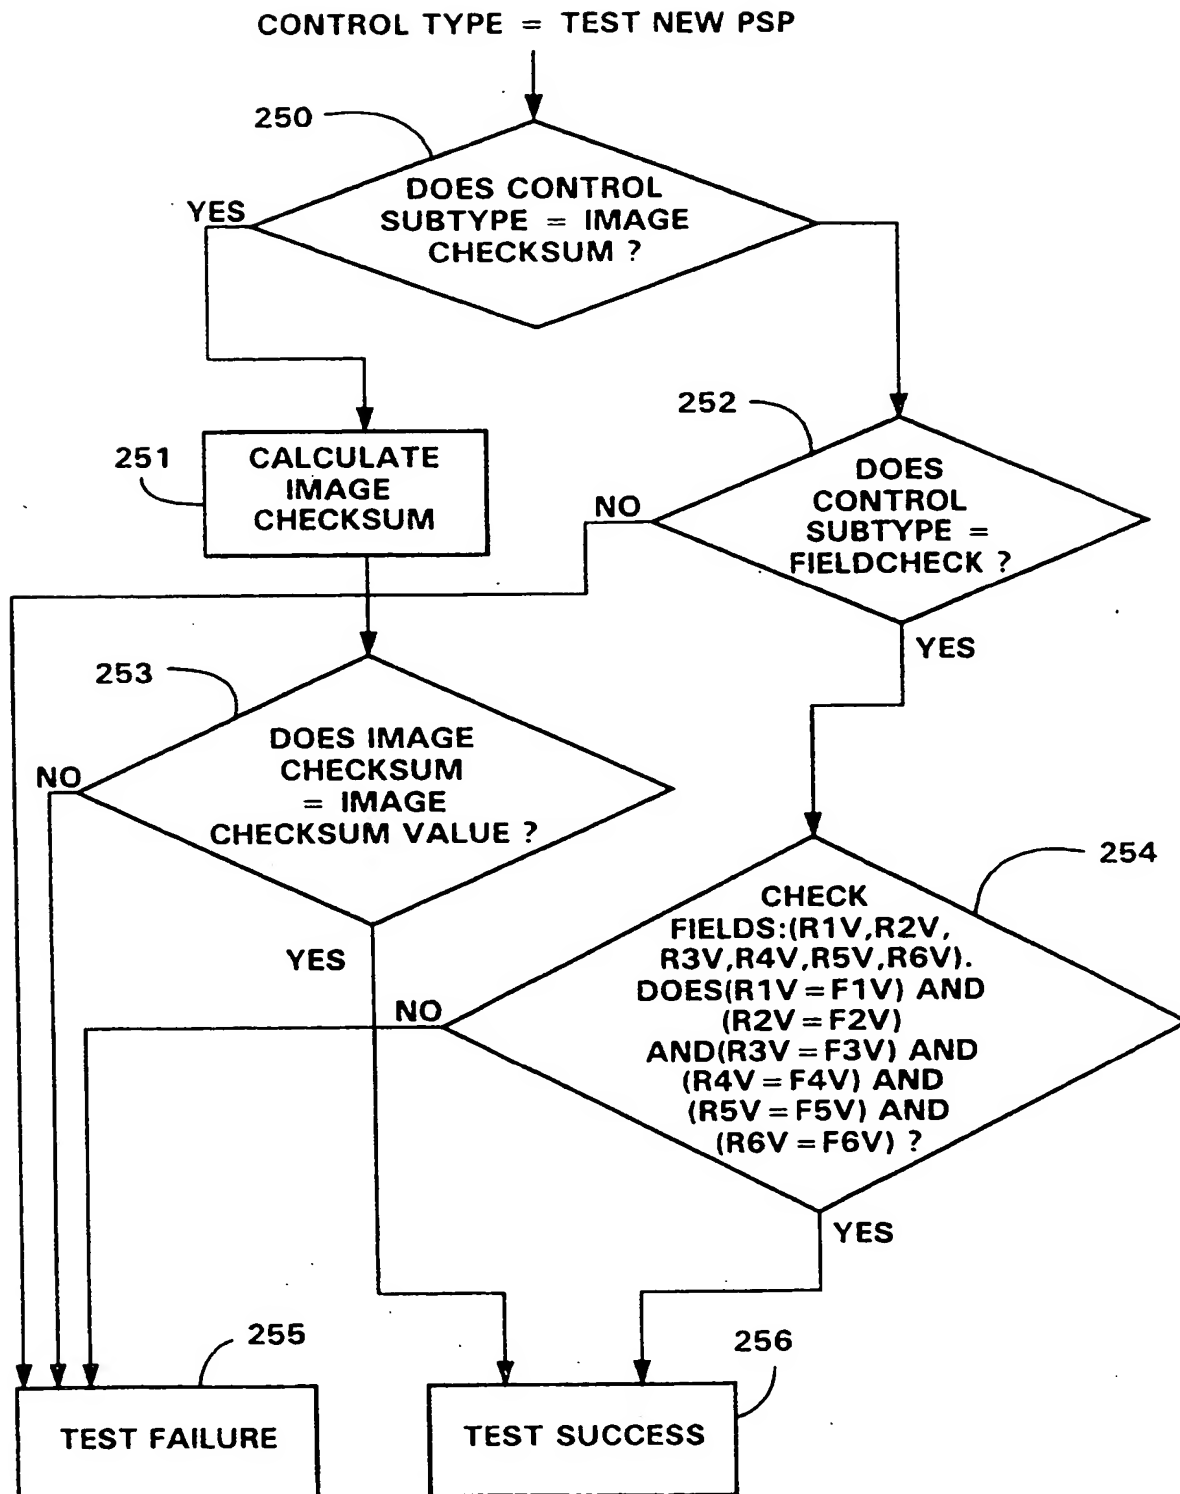 CONTROL TYPE = TEST NEW PSP
250
DOES CONTROL
SUBTYPE = IMAGE
CHECKSUM ?
YES
252
251
CALCULATE
IMAGE
CHECKSUM
NO
DOES
CONTROL
SUBTYPE =
FIELDCHECK ?
YES
253
DOES IMAGE
CHECKSUM
= IMAGE
CHECKSUM VALUE ?
NO
YES
254
CHECK
FIELDS:(R1V,R2V,
R3V,R4V,R5V,R6V).
DOES(R1V=F1V) AND
(R2V=F2V)
AND(R3V=F3V) AND
(R4V=F4V) AND
(R5V=F5V) AND
(R6V=F6V) ?
NO
YES
255
TEST FAILURE
256
TEST SUCCESS